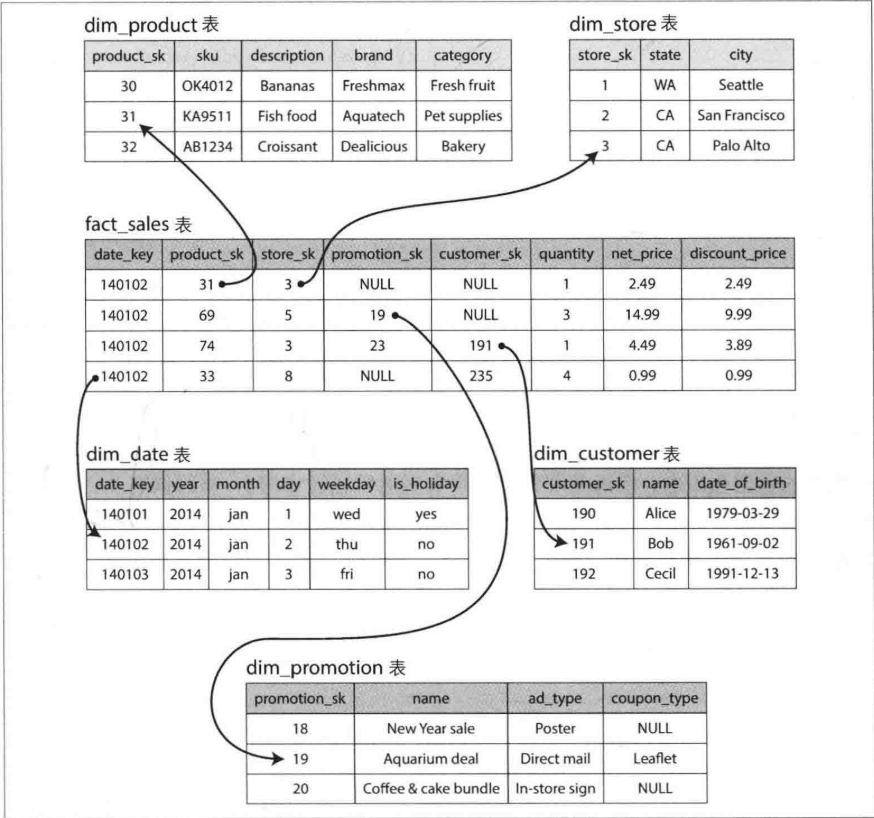 dim_product 表
product_sk sku description brand category
30 OK4012 Bananas Freshmax Fresh fruit
31 KA9511 Fish food Aquatech Pet supplies
32 AB1234 Croissant Dealicious Bakery
dim_store 表
store_sk state city
1 WA Seattle
2 CA San Francisco
3 CA Palo Alto
fact_sales 表
date_key product_sk store_sk promotion_sk customer_sk quantity net_price discount_price
140102 31 3 NULL NULL 1 2.49 2.49
140102 69 5 19 NULL 3 14.99 9.99
140102 74 3 23 191 1 4.49 3.89
140102 33 8 NULL 235 4 0.99 0.99
dim_date 表
date_key year month day weekday is_holiday
140101 2014 jan 1 wed yes
140102 2014 jan 2 thu no
140103 2014 jan 3 fri no
dim_customer 表
customer_sk name date_of_birth
190 Alice 1979-03-29
191 Bob 1961-09-02
192 Cecil 1991-12-13
dim_promotion 表
promotion_sk name ad_type coupon_type
18 New Year sale Poster NULL
19 Aquarium deal Direct mail Leaflet
20 Coffee & cake bundle In-store sign NULL